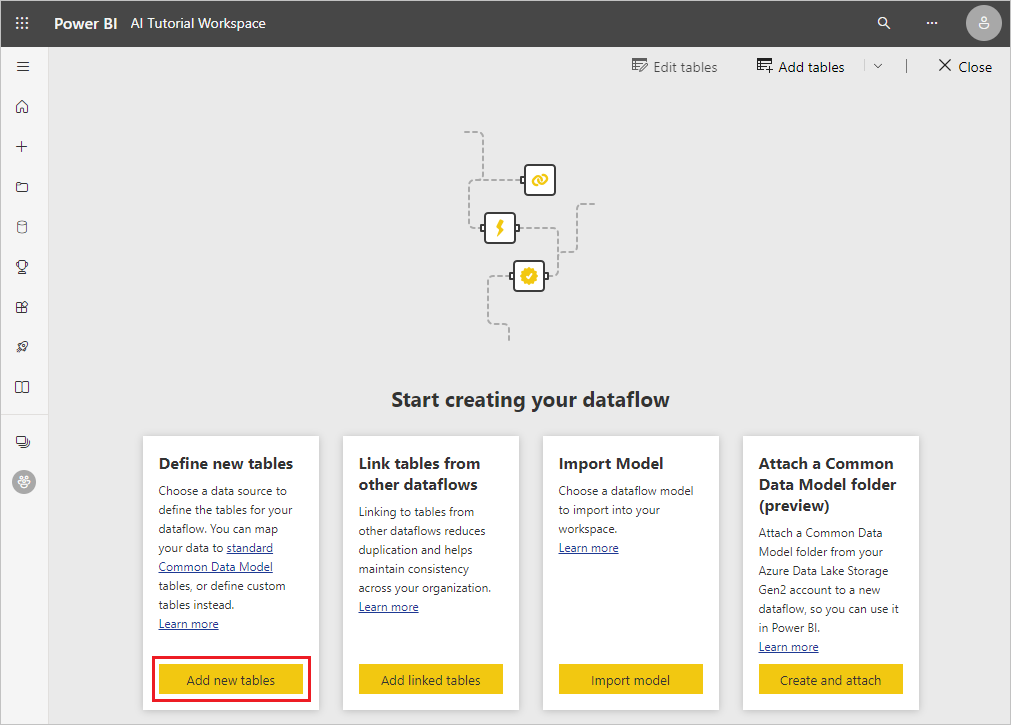 Power BI AI Tutorial Workspace
Edit tables Add tables Close
Start creating your dataflow
Define new tables
Choose a data source to
define the tables for your
dataflow. You can map
your data to standard
Common Data Model
tables, or define custom
tables instead.
Learn more
Add new tables
Link tables from
other dataflows
Linking to tables from
other dataflows reduces
duplication and helps
maintain consistency
across your organization.
Learn more
Add linked tables
Import Model
Choose a dataflow model
to import into your
workspace.
Learn more
Import model
Attach a Common
Data Model folder
(preview)
Attach a Common Data
Model folder from your
Azure Data Lake Storage
Gen2 account to a new
dataflow, so you can use it
in Power BI.
Learn more
Create and attach